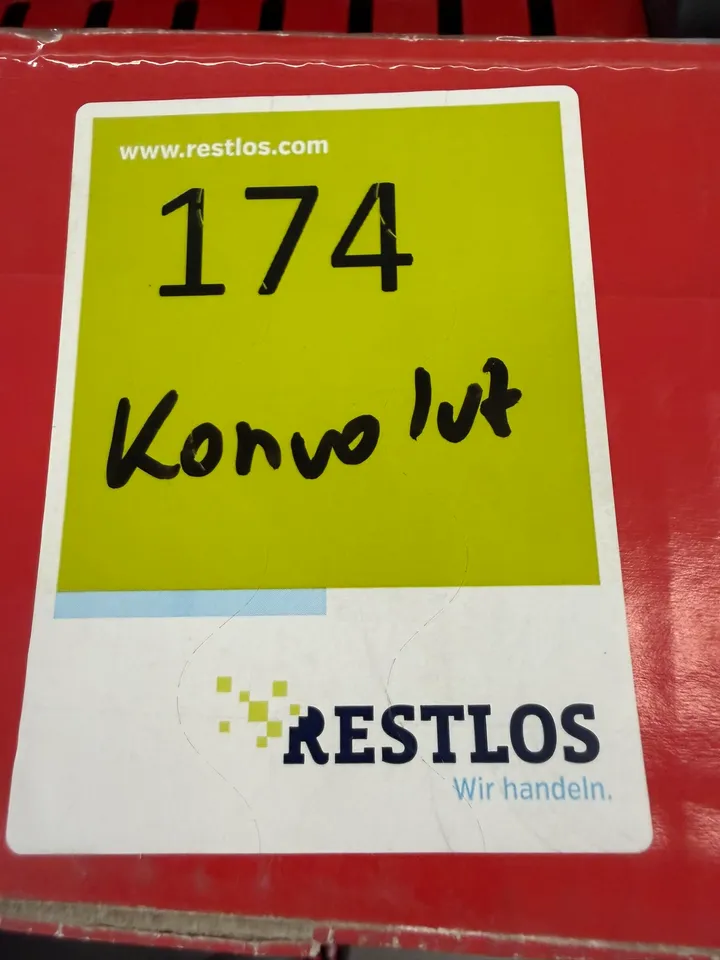 www.restlos.com
174
Konvolut
RESTLOS
Wir handeln.